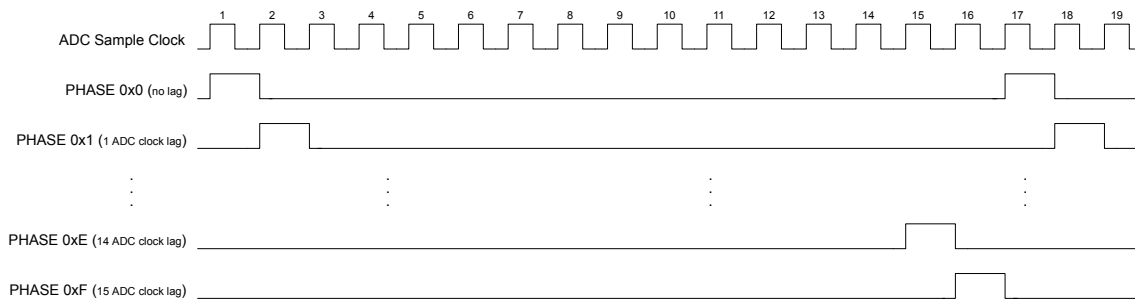 1 2 3 4 5 6 7 8 9 10 11 12 13 14 15 16 17 18 19
ADC Sample Clock
PHASE 0x0 (no lag)
PHASE 0x1 (1 ADC clock lag)
PHASE 0xE (14 ADC clock lag)
PHASE 0xF (15 ADC clock lag)